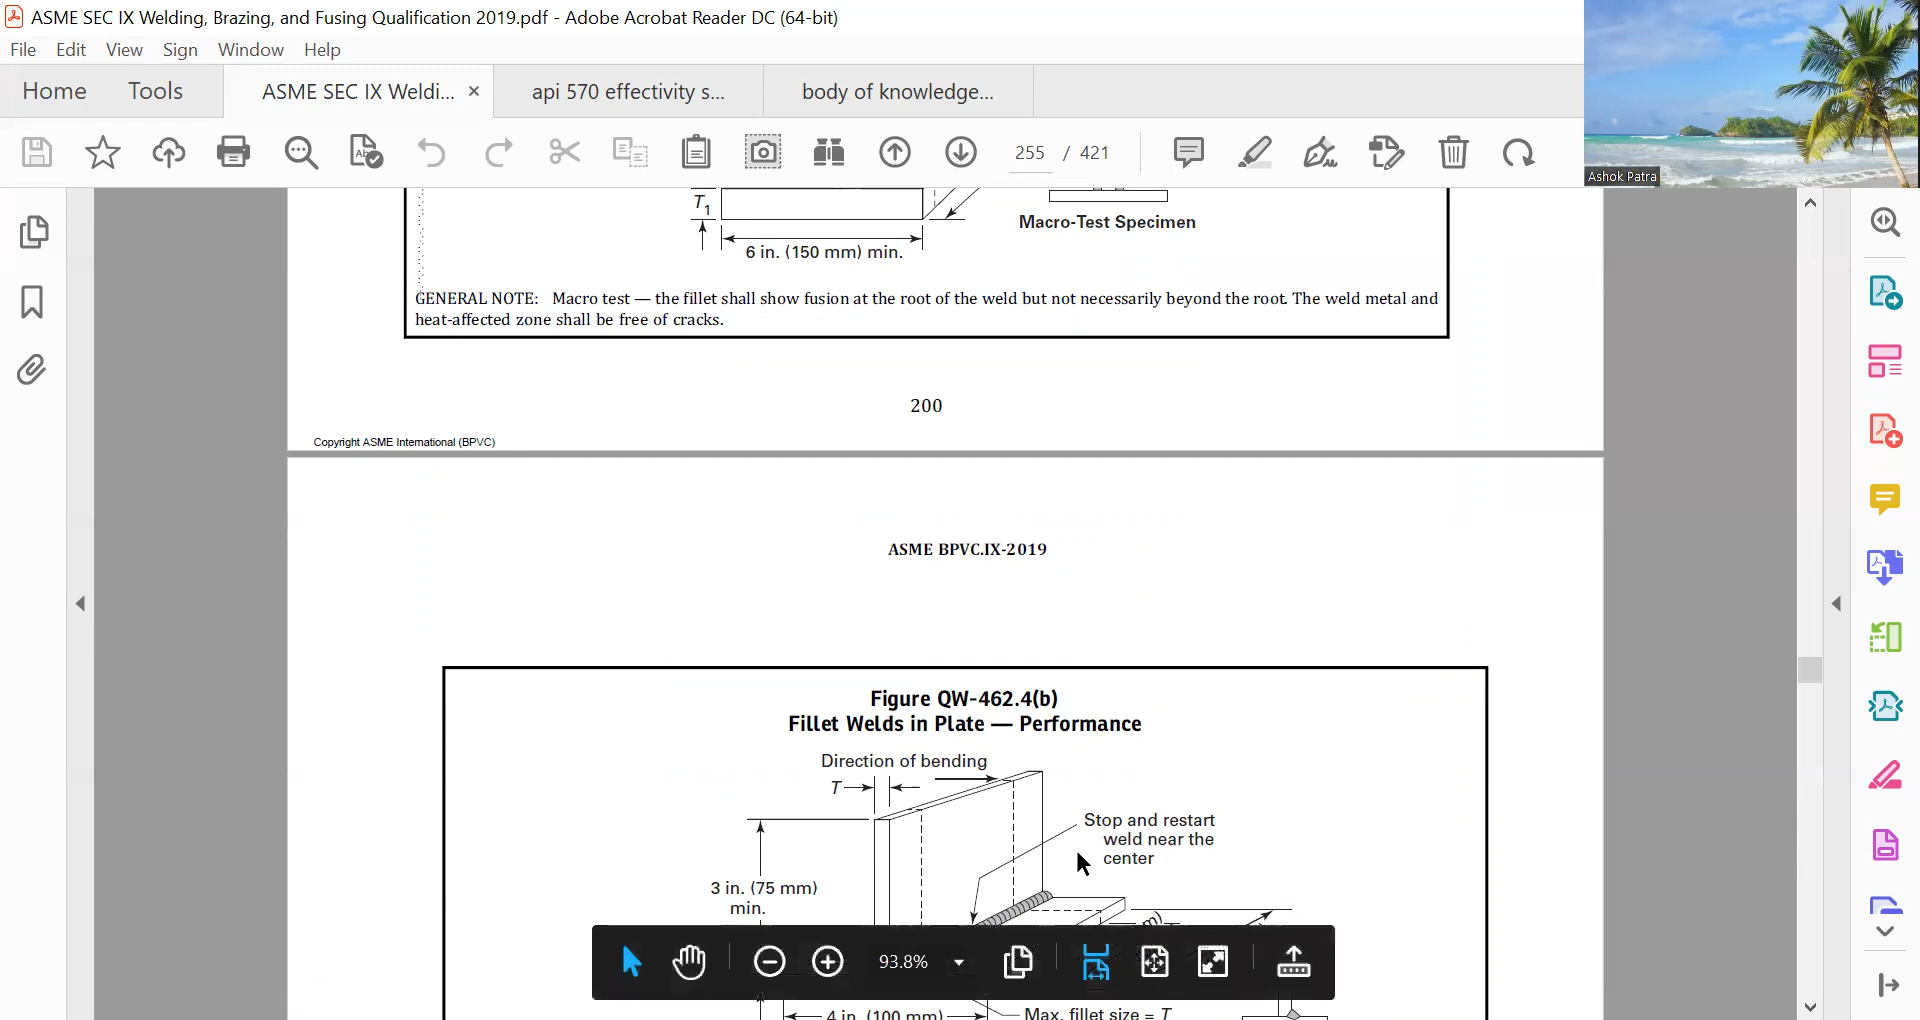 ASME SEC IX Welding, Brazing, and Fusing Qualification 2019.pdf - Adobe Acrobat Reader DC (64-bit)
File Edit View Sign Window Help
Home Tools ASME SEC IX Weldi... × api 570 effectivity s... body of knowledge...
255 / 421
Ashok Patra
T1
Macro-Test Specimen
6 in. (150 mm) min.
GENERAL NOTE: Macro test — the fillet shall show fusion at the root of the weld but not necessarily beyond the root. The weld metal and
heat-affected zone shall be free of cracks.
200
Copyright ASME International (BPVC)
ASME BPVC.IX-2019
Figure QW-462.4(b)
Fillet Welds in Plate — Performance
Direction of bending
T
Stop and restart
weld near the
center
3 in. (75 mm)
min.
93.8%
4 in. (100 mm)
Max. fillet size = T